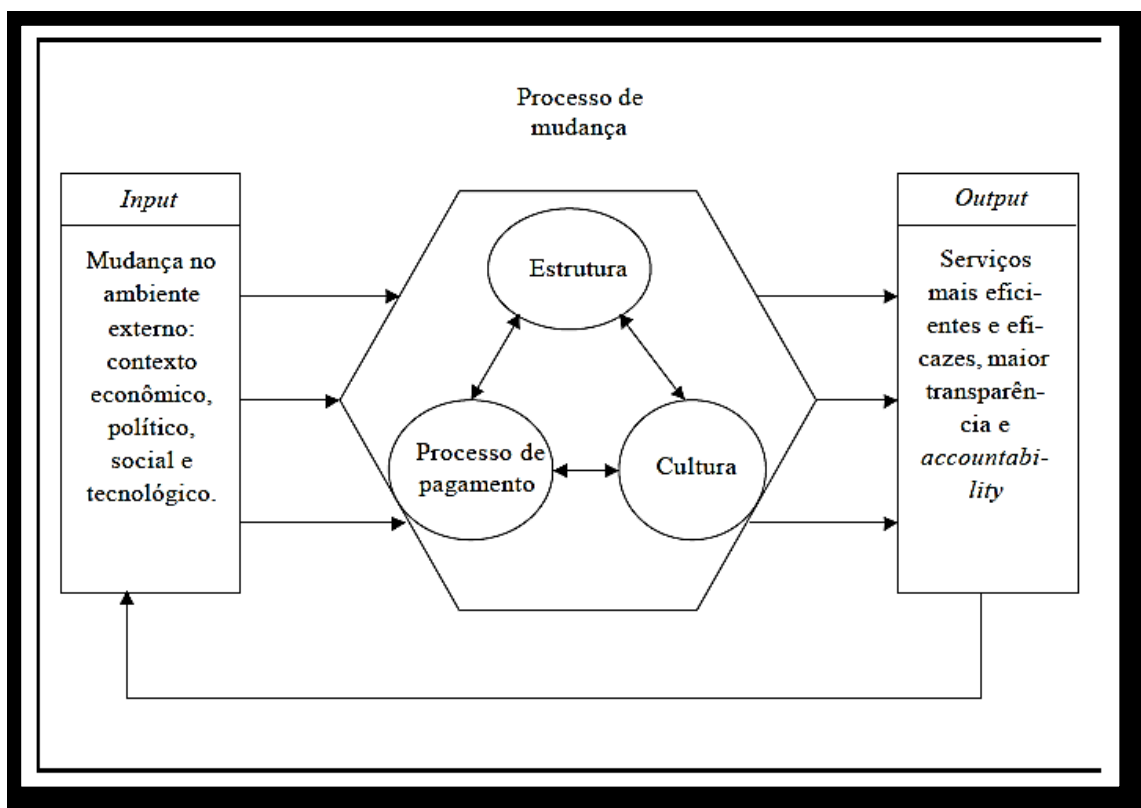 Processo de
mudança
Input
Mudança no
ambiente
externo:
contexto
econômico,
político,
social e
tecnológico.
Estrutura
Processo de
pagamento
Cultura
Output
Serviços
mais efici-
entes e efi-
cazes, maior
transparên-
cia e
accountabi-
lity